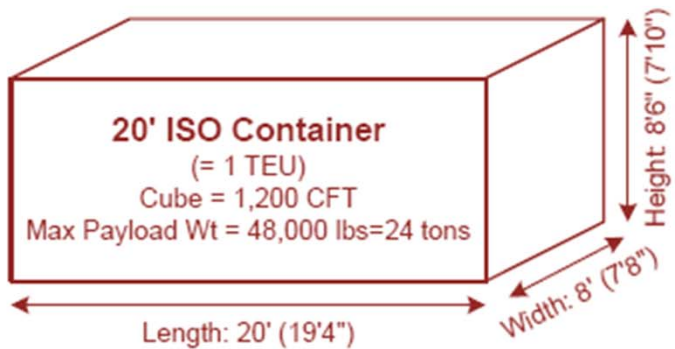 20' ISO Container
(= 1 TEU)
Cube = 1,200 CFT
Max Payload Wt = 48,000 lbs=24 tons
Length: 20' (19'4")
Width: 8' (7'8")
Height: 8'6" (7'10")